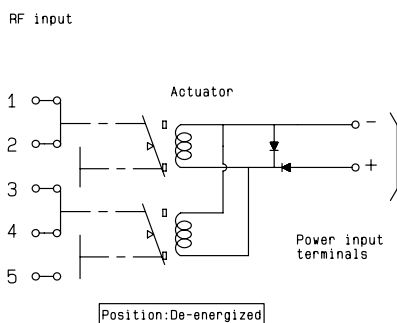 RF input
Actuator
1
2
3
4
5
−
+
Power input
terminals
Position:De-energized